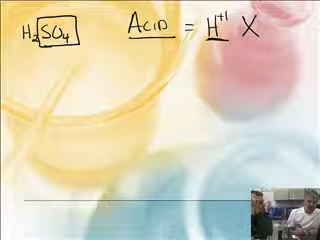 H₂SO₄ ACID = H⁺¹ X